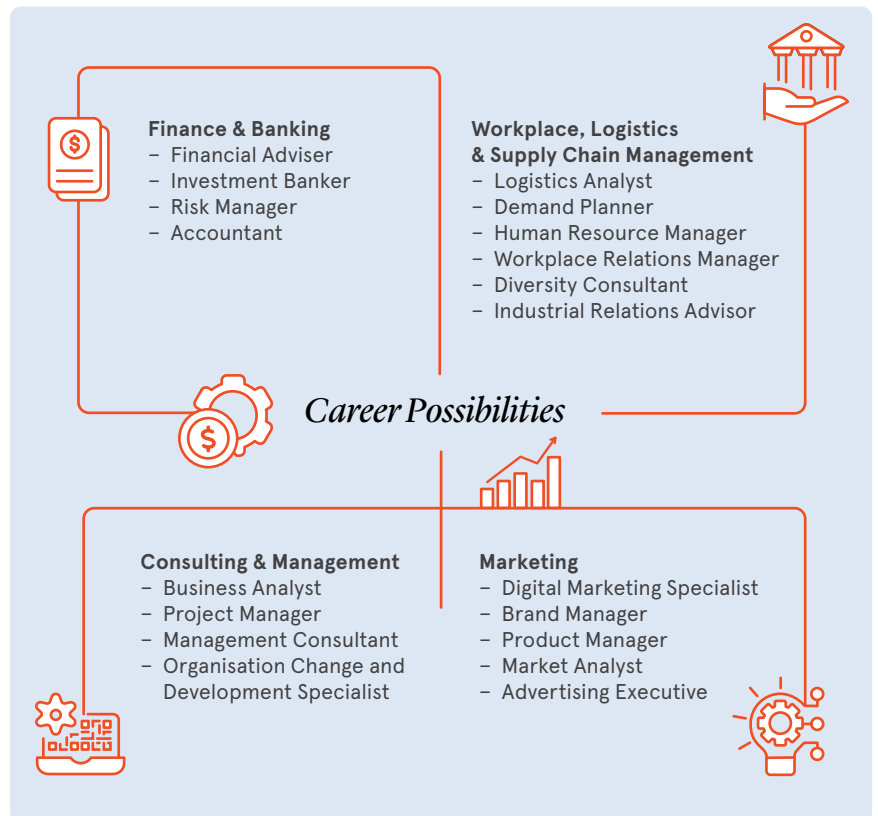 Finance & Banking
– Financial Adviser
– Investment Banker
– Risk Manager
– Accountant
Workplace, Logistics
& Supply Chain Management
– Logistics Analyst
– Demand Planner
– Human Resource Manager
– Workplace Relations Manager
– Diversity Consultant
– Industrial Relations Advisor
Career Possibilities
Consulting & Management
– Business Analyst
– Project Manager
– Management Consultant
– Organisation Change and
Development Specialist
Marketing
– Digital Marketing Specialist
– Brand Manager
– Product Manager
– Market Analyst
– Advertising Executive